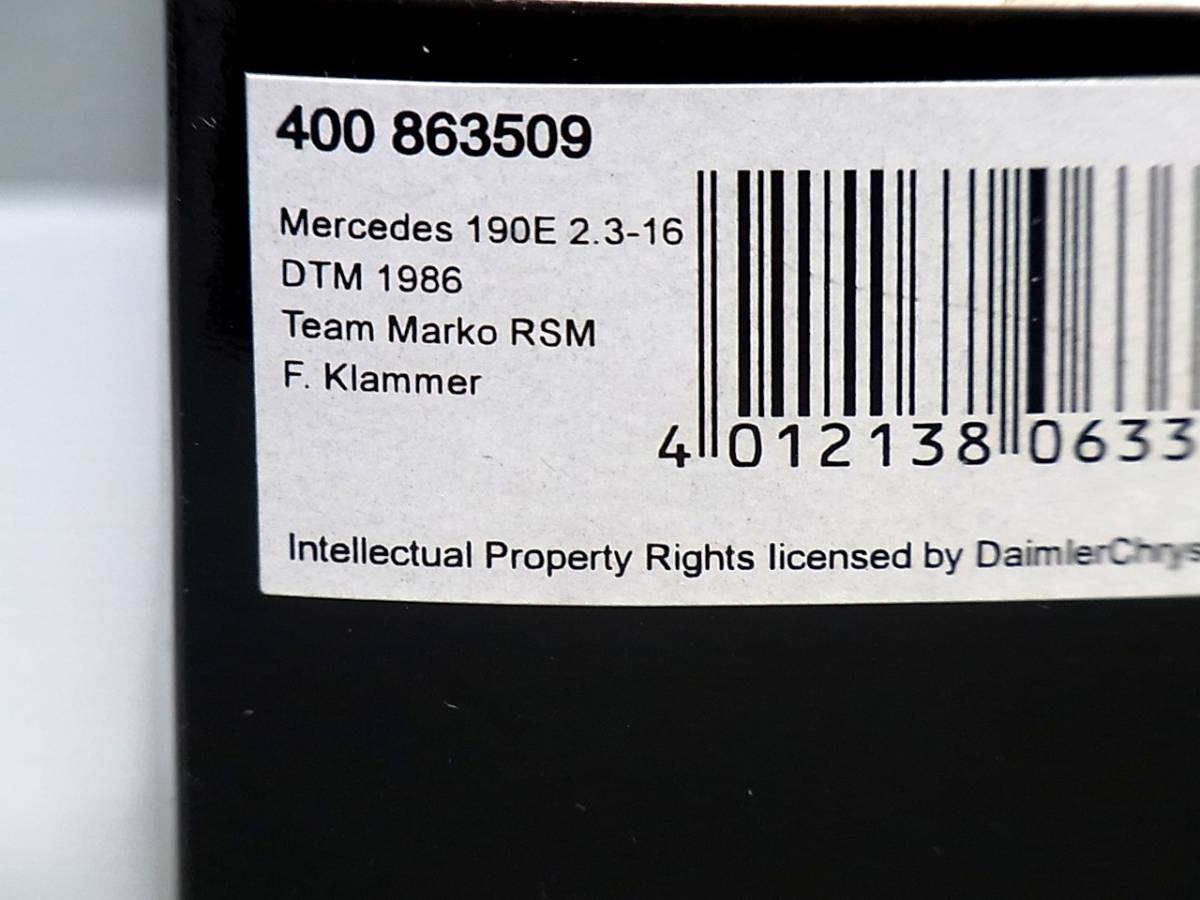 400 863509
Mercedes 190E 2.3-16
DTM 1986
Team Marko RSM
F. Klammer
4 012138 0633
Intellectual Property Rights licensed by DaimlerChrys